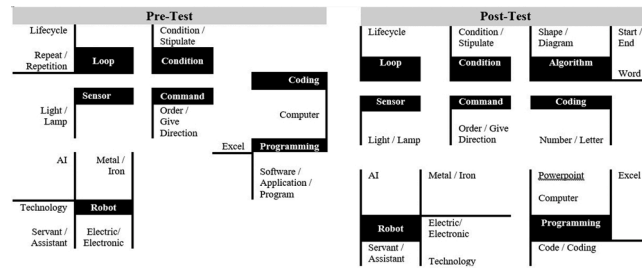 Pre-Test
Lifecycle
Condition /
Stipulate
Repeat /
Repetition
Loop
Condition
Coding
Sensor
Command
Light /
Lamp
Order /
Give
Direction
Computer
Excel
Programming
AI
Metal /
Iron
Software /
Application /
Program
Technology
Robot
Servant /
Assistant
Electric/
Electronic
Post-Test
Lifecycle
Condition /
Stipulate
Shape /
Diagram
Start /
End
Loop
Condition
Algorithm
Word
Sensor
Command
Coding
Light / Lamp
Order / Give
Direction
Number / Letter
AI
Metal / Iron
Powerpoint
Excel
Computer
Robot
Electric/
Electronic
Programming
Servant /
Assistant
Technology
Code / Coding